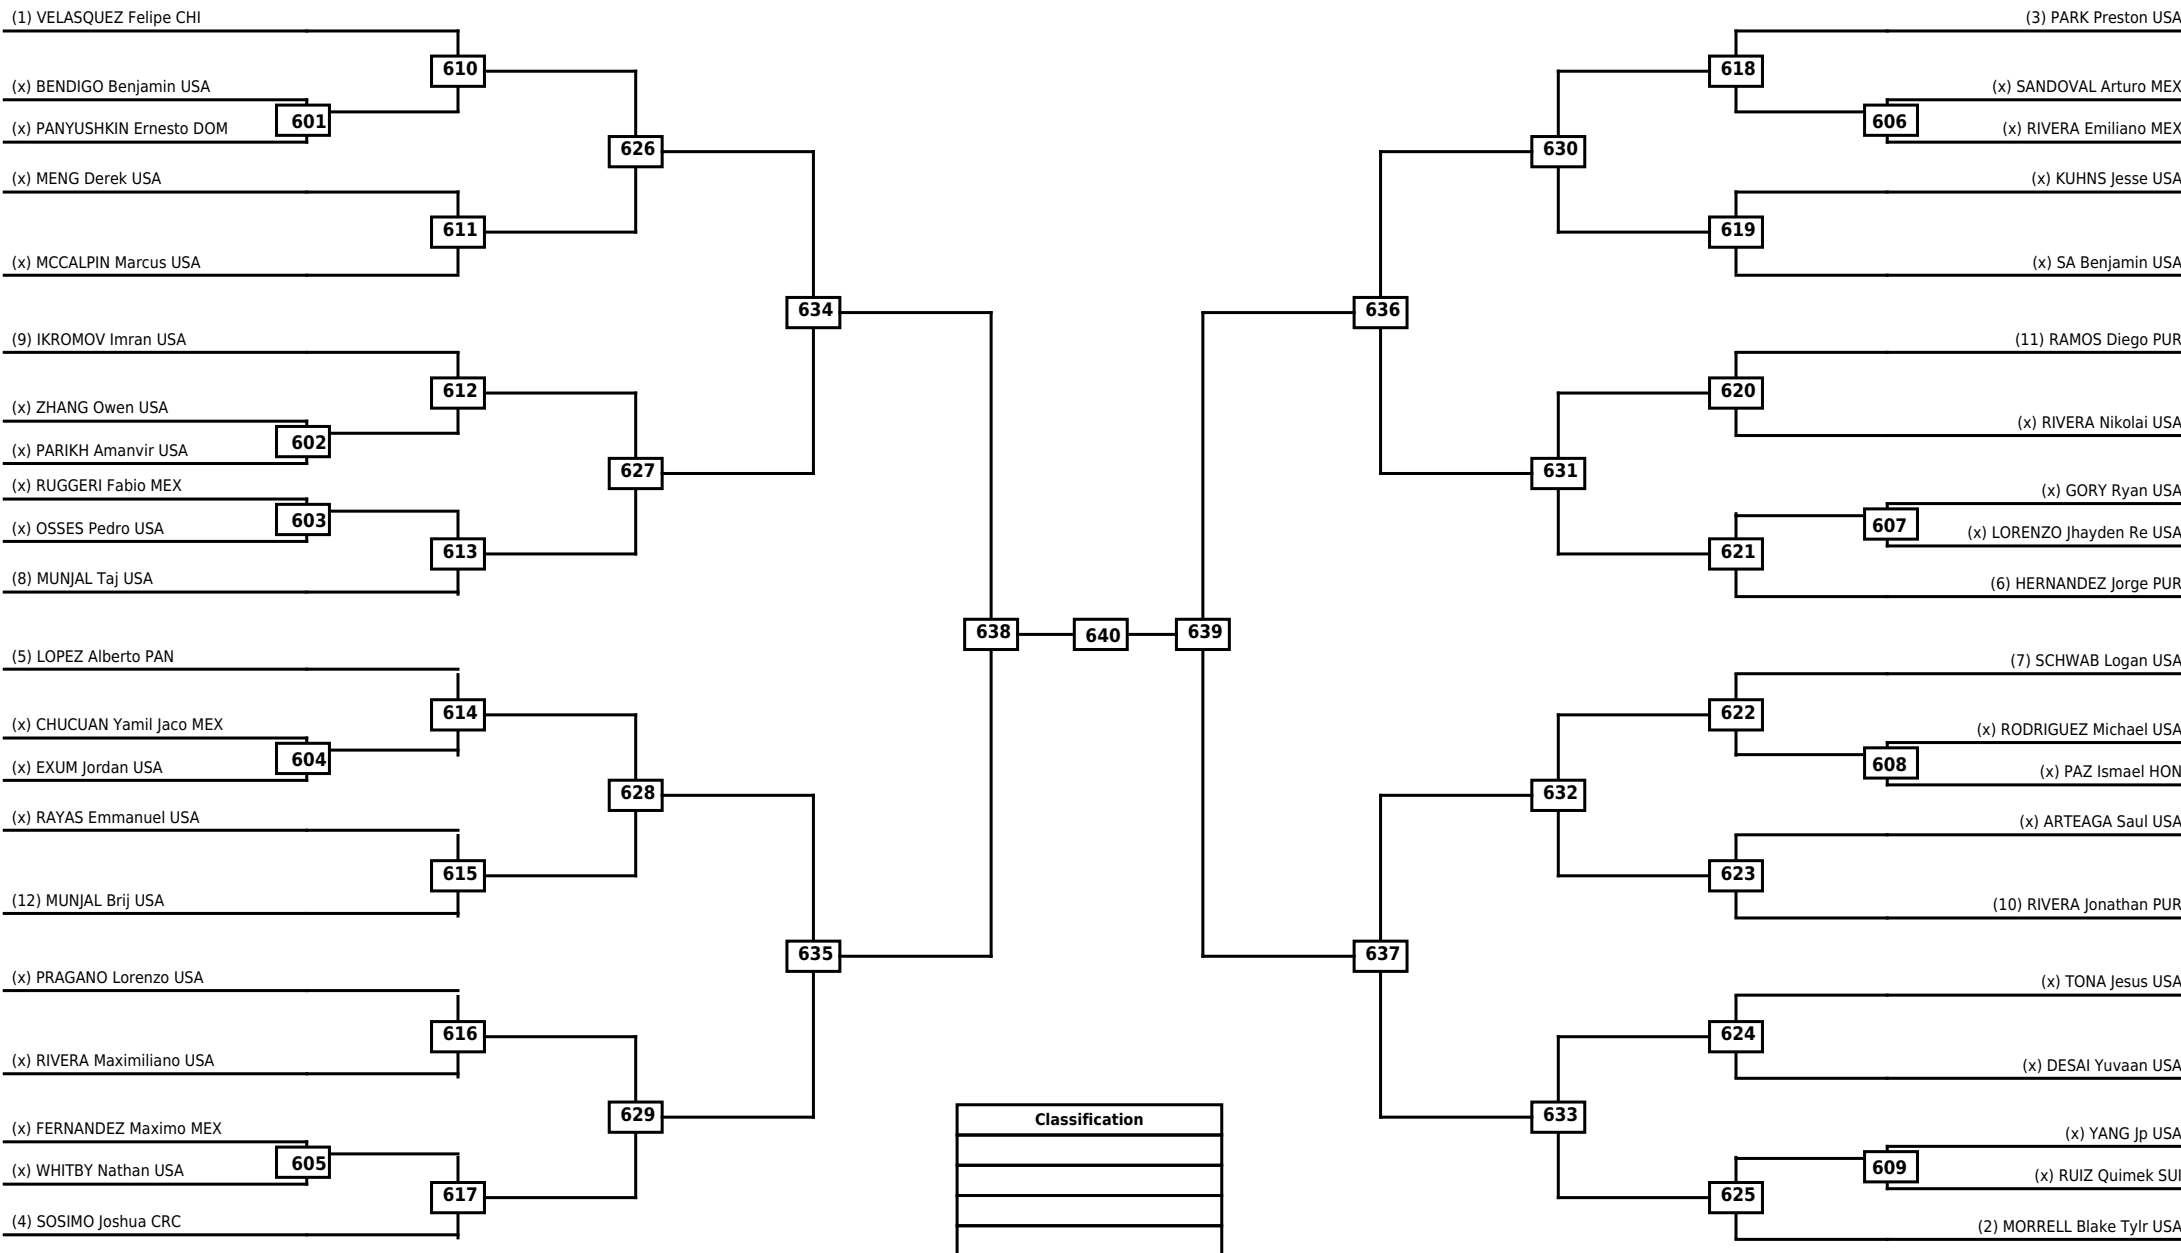 (1) VELASQUEZ Felipe CHI
610
(x) BENDIGO Benjamin USA
601
(x) PANYUSHKIN Ernesto DOM
626
(x) MENG Derek USA
611
(x) MCCALPIN Marcus USA
634
(9) IKROMOV Imran USA
612
(x) ZHANG Owen USA
602
(x) PARIKH Amanvir USA
627
(x) RUGGERI Fabio MEX
603
(x) OSSES Pedro USA
613
(8) MUNJAL Taj USA
638
640
639
(5) LOPEZ Alberto PAN
614
(x) CHUCUAN Yamil Jaco MEX
604
(x) EXUM Jordan USA
628
(x) RAYAS Emmanuel USA
615
(12) MUNJAL Brij USA
635
(x) PRAGANO Lorenzo USA
616
(x) RIVERA Maximiliano USA
629
(x) FERNANDEZ Maximo MEX
605
(x) WHITBY Nathan USA
617
(4) SOSIMO Joshua CRC
(3) PARK Preston USA
618
(x) SANDOVAL Arturo MEX
606
(x) RIVERA Emiliano MEX
630
(x) KUHNS Jesse USA
619
(x) SA Benjamin USA
636
(11) RAMOS Diego PUR
620
(x) RIVERA Nikolai USA
631
(x) GORY Ryan USA
607
(x) LORENZO Jhayden Re USA
621
(6) HERNANDEZ Jorge PUR
(7) SCHWAB Logan USA
622
(x) RODRIGUEZ Michael USA
608
(x) PAZ Ismael HON
632
(x) ARTEAGA Saul USA
623
(10) RIVERA Jonathan PUR
637
(x) TONA Jesus USA
624
(x) DESAI Yuvaan USA
633
(x) YANG Jp USA
609
(x) RUIZ Quimek SUI
625
(2) MORRELL Blake Tylr USA
Classification